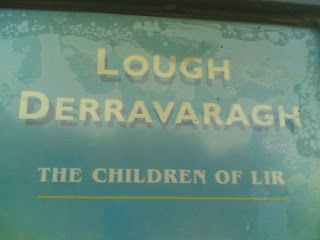 LOUGH
DERRAVARAGH
THE CHILDREN OF LIR